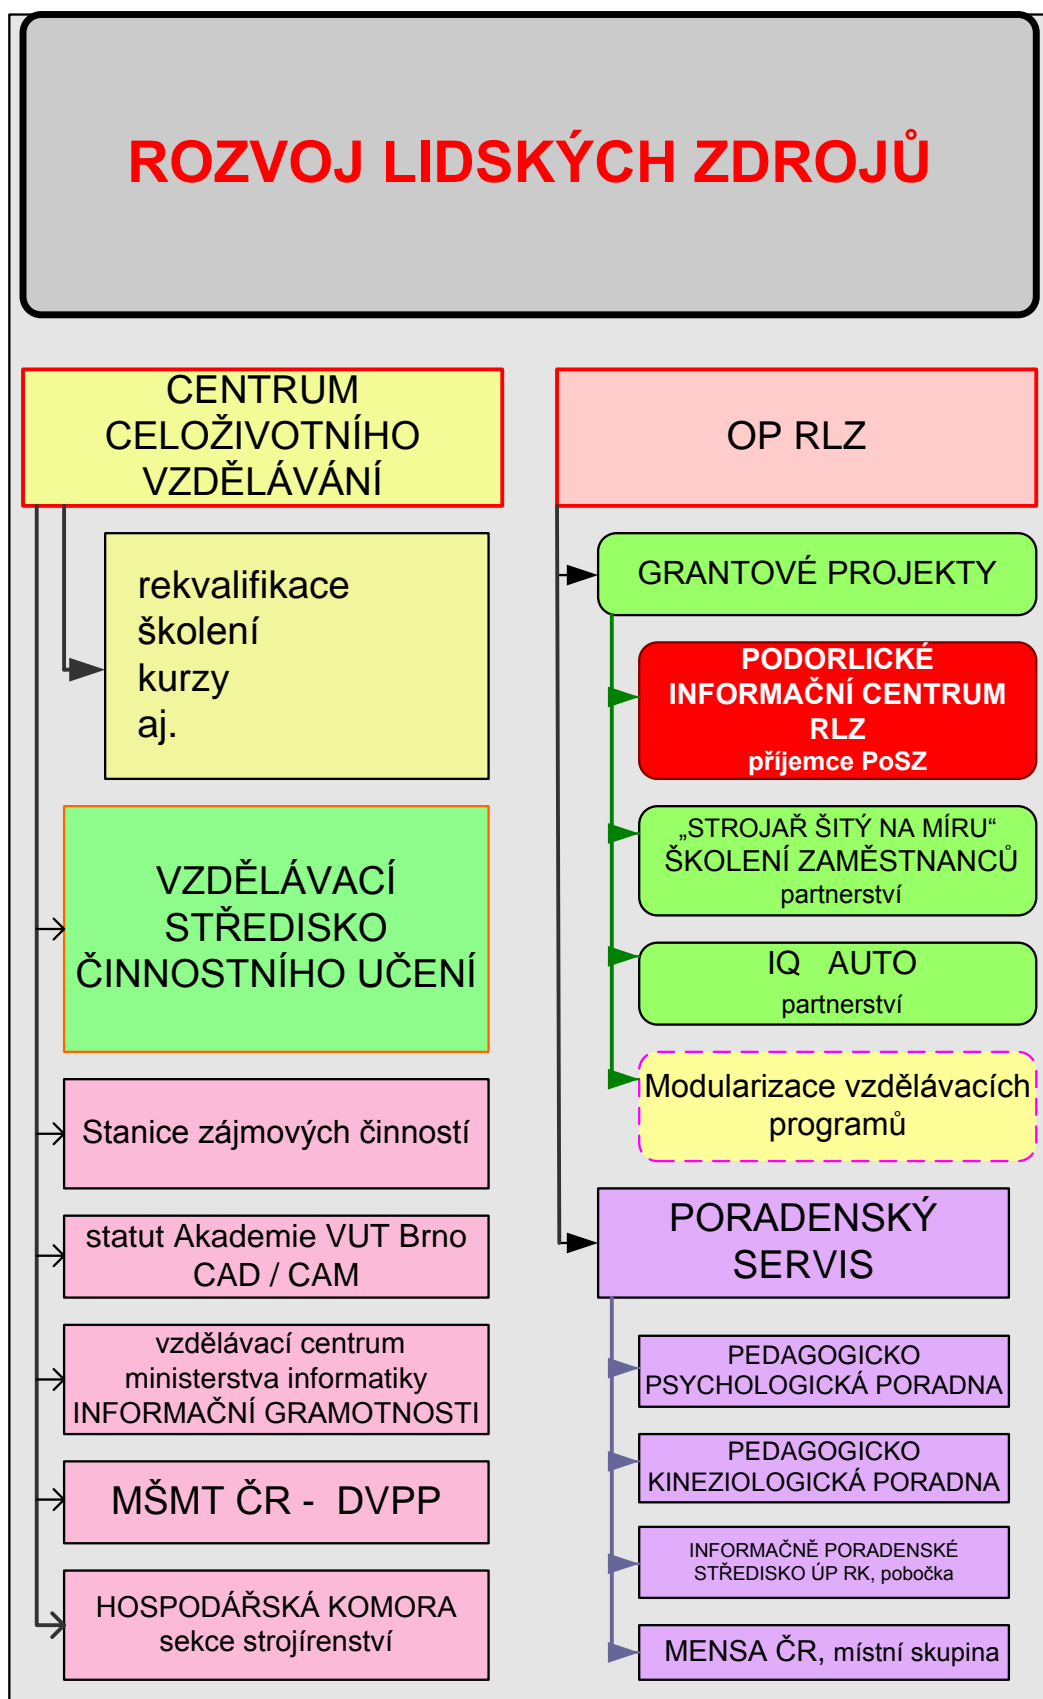 ROZVOJ LIDSKÝCH ZDROJŮ
CENTRUM
CELOŽIVOTNÍHO
VZDĚLÁVÁNÍ
rekvalifikace
školení
kurzy
aj.
VZDĚLÁVACÍ
STŘEDISKO
ČINNOSTNÍHO UČENÍ
Stanice zájmových činností
statut Akademie VUT Brno
CAD / CAM
vzdělávací centrum
ministerstva informatiky
INFORMAČNÍ GRAMOTNOSTI
MŠMT ČR - DVPP
HOSPODÁŘSKÁ KOMORA
sekce strojírenství
OP RLZ
GRANTOVÉ PROJEKTY
PODORLICKÉ
INFORMAČNÍ CENTRUM
RLZ
příjemce PoSZ
„STROJAŘ ŠITÝ NA MÍRU“
ŠKOLENÍ ZAMĚSTNANCŮ
partnerství
IQ AUTO
partnerství
Modularizace vzdělávacích
programů
PORADENSKÝ
SERVIS
PEDAGOGICKO
PSYCHOLOGICKÁ PORADNA
PEDAGOGICKO
KINEZIOLOGICKÁ PORADNA
INFORMAČNĚ PORADENSKÉ
STŘEDISKO ÚP RK, pobočka
MENSA ČR, místní skupina